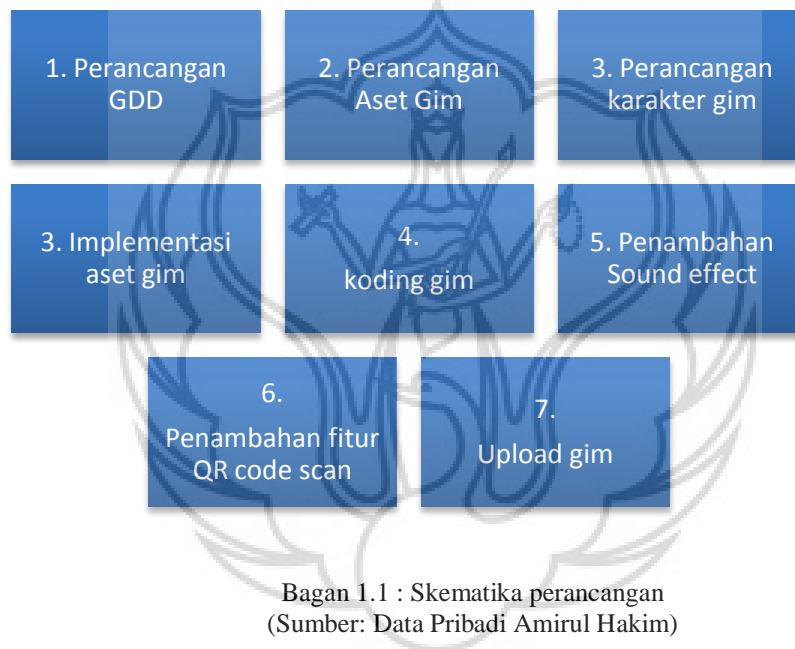 1. Perancangan
GDD
2. Perancangan
Aset Gim
3. Perancangan
karakter gim
3. Implementasi
aset gim
4.
koding gim
5. Penambahan
Sound effect
6.
Penambahan fitur
QR code scan
7.
Upload gim
Bagan 1.1 : Skematika perancangan
(Sumber: Data Pribadi Amirul Hakim)